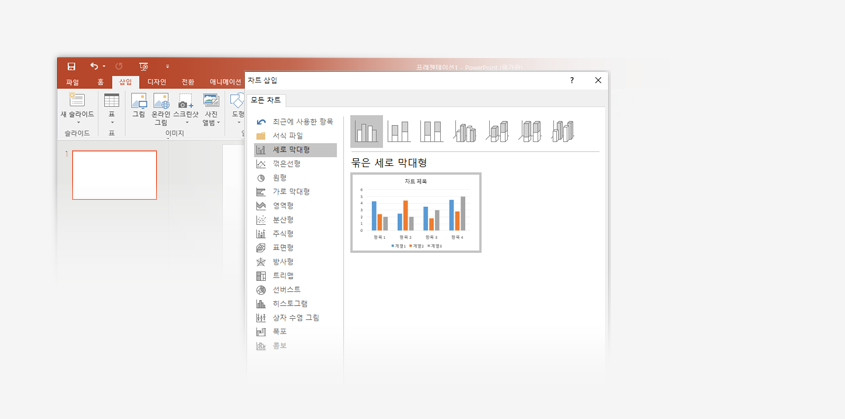 프레젠테이션1 - PowerPoint
파일 홈 삽입 디자인 전환 애니메이션
새 슬라이드 표 그림 온라인 그림 스크린샷 사진 앨범 도형
슬라이드 표 이미지
1
차트 삽입 ?
모든 차트
최근에 사용한 항목
서식 파일
세로 막대형
꺾은선형
원형
가로 막대형
영역형
분산형
주식형
표면형
방사형
트리맵
선버스트
히스토그램
상자 수염 그림
폭포
콤보
묶은 세로 막대형
차트 제목
6
5
4
3
2
1
0
항목 1 항목 2 항목 3 항목 4
계열1 계열2 계열3